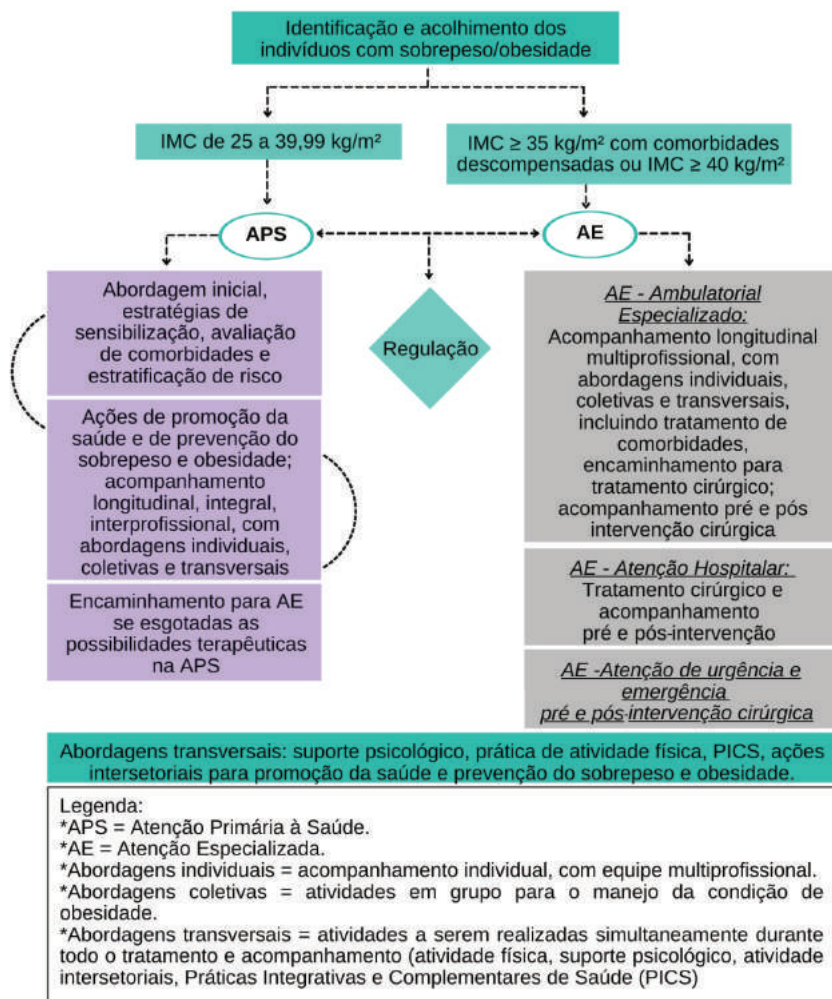 Identificação e acolhimento dos
indivíduos com sobrepeso/obesidade
IMC de 25 a 39,99 kg/m²
IMC ≥ 35 kg/m² com comorbidades
descompensadas ou IMC ≥ 40 kg/m²
APS
AE
Regulação
Abordagem inicial,
estratégias de
sensibilização, avaliação
de comorbidades e
estratificação de risco
Ações de promoção da
saúde e de prevenção do
sobrepeso e obesidade;
acompanhamento
longitudinal, integral,
interprofissional, com
abordagens individuais,
coletivas e transversais
Encaminhamento para AE
se esgotadas as
possibilidades terapêuticas
na APS
AE - Ambulatorial
Especializado:
Acompanhamento longitudinal
multiprofissional, com
abordagens individuais,
coletivas e transversais,
incluindo tratamento de
comorbidades,
encaminhamento para
tratamento cirúrgico;
acompanhamento pré e pós
intervenção cirúrgica
AE - Atenção Hospitalar:
Tratamento cirúrgico e
acompanhamento
pré e pós-intervenção
AE -Atenção de urgência e
emergência
pré e pós-intervenção cirúrgica
Abordagens transversais: suporte psicológico, prática de atividade física, PICS, ações
intersetoriais para promoção da saúde e prevenção do sobrepeso e obesidade.
Legenda:
*APS = Atenção Primária à Saúde.
*AE = Atenção Especializada.
*Abordagens individuais = acompanhamento individual, com equipe multiprofissional.
*Abordagens coletivas = atividades em grupo para o manejo da condição de
obesidade.
*Abordagens transversais = atividades a serem realizadas simultaneamente durante
todo o tratamento e acompanhamento (atividade física, suporte psicológico, atividade
intersetoriais, Práticas Integrativas e Complementares de Saúde (PICS)